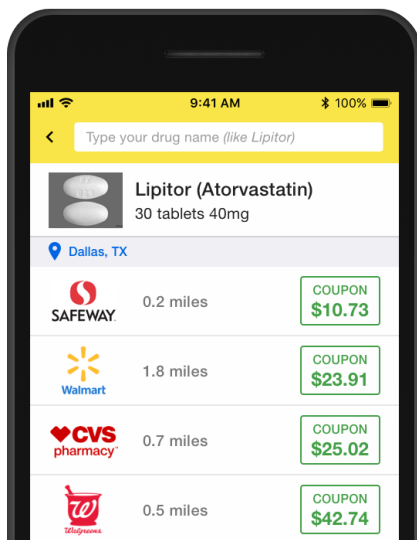 9:41 AM
100%
Type your drug name (like Lipitor)
Lipitor (Atorvastatin)
30 tablets 40mg
Dallas, TX
SAFEWAY
0.2 miles
COUPON
$10.73
Walmart
1.8 miles
COUPON
$23.91
CVS
pharmacy
0.7 miles
COUPON
$25.02
W
Walgreens
0.5 miles
COUPON
$42.74